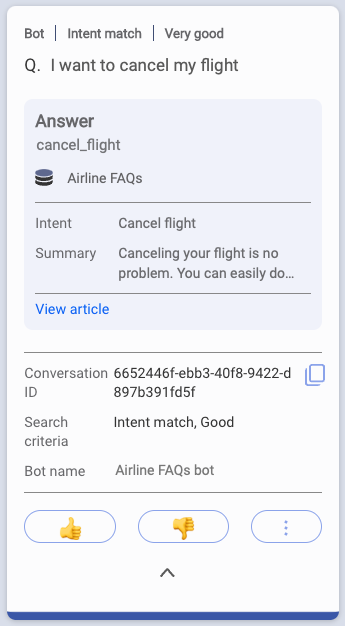 Bot | Intent match | Very good
Q. I want to cancel my flight
Answer
cancel_flight
Airline FAQs
Intent Cancel flight
Summary Canceling your flight is no
problem. You can easily do...
View article
Conversation 6652446f-ebb3-40f8-9422-d
ID 897b391fd5f
Search Intent match, Good
criteria
Bot name Airline FAQs bot